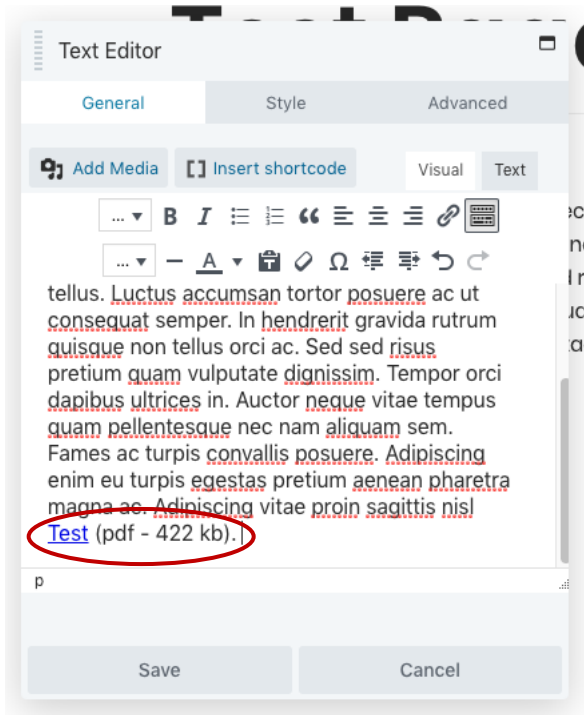 Test Page
Text Editor
General Style Advanced
Add Media Insert shortcode Visual Text
... B I
... A Ω
tellus. Luctus accumsan tortor posuere ac ut
consequat semper. In hendrerit gravida rutrum
quisque non tellus orci ac. Sed sed risus
pretium quam vulputate dignissim. Tempor orci
dapibus ultrices in. Auctor neque vitae tempus
quam pellentesque nec nam aliquam sem.
Fames ac turpis convallis posuere. Adipiscing
enim eu turpis egestas pretium aenean pharetra
magna ac. Adipiscing vitae proin sagittis nisl
Test (pdf - 422 kb).
p
Save Cancel